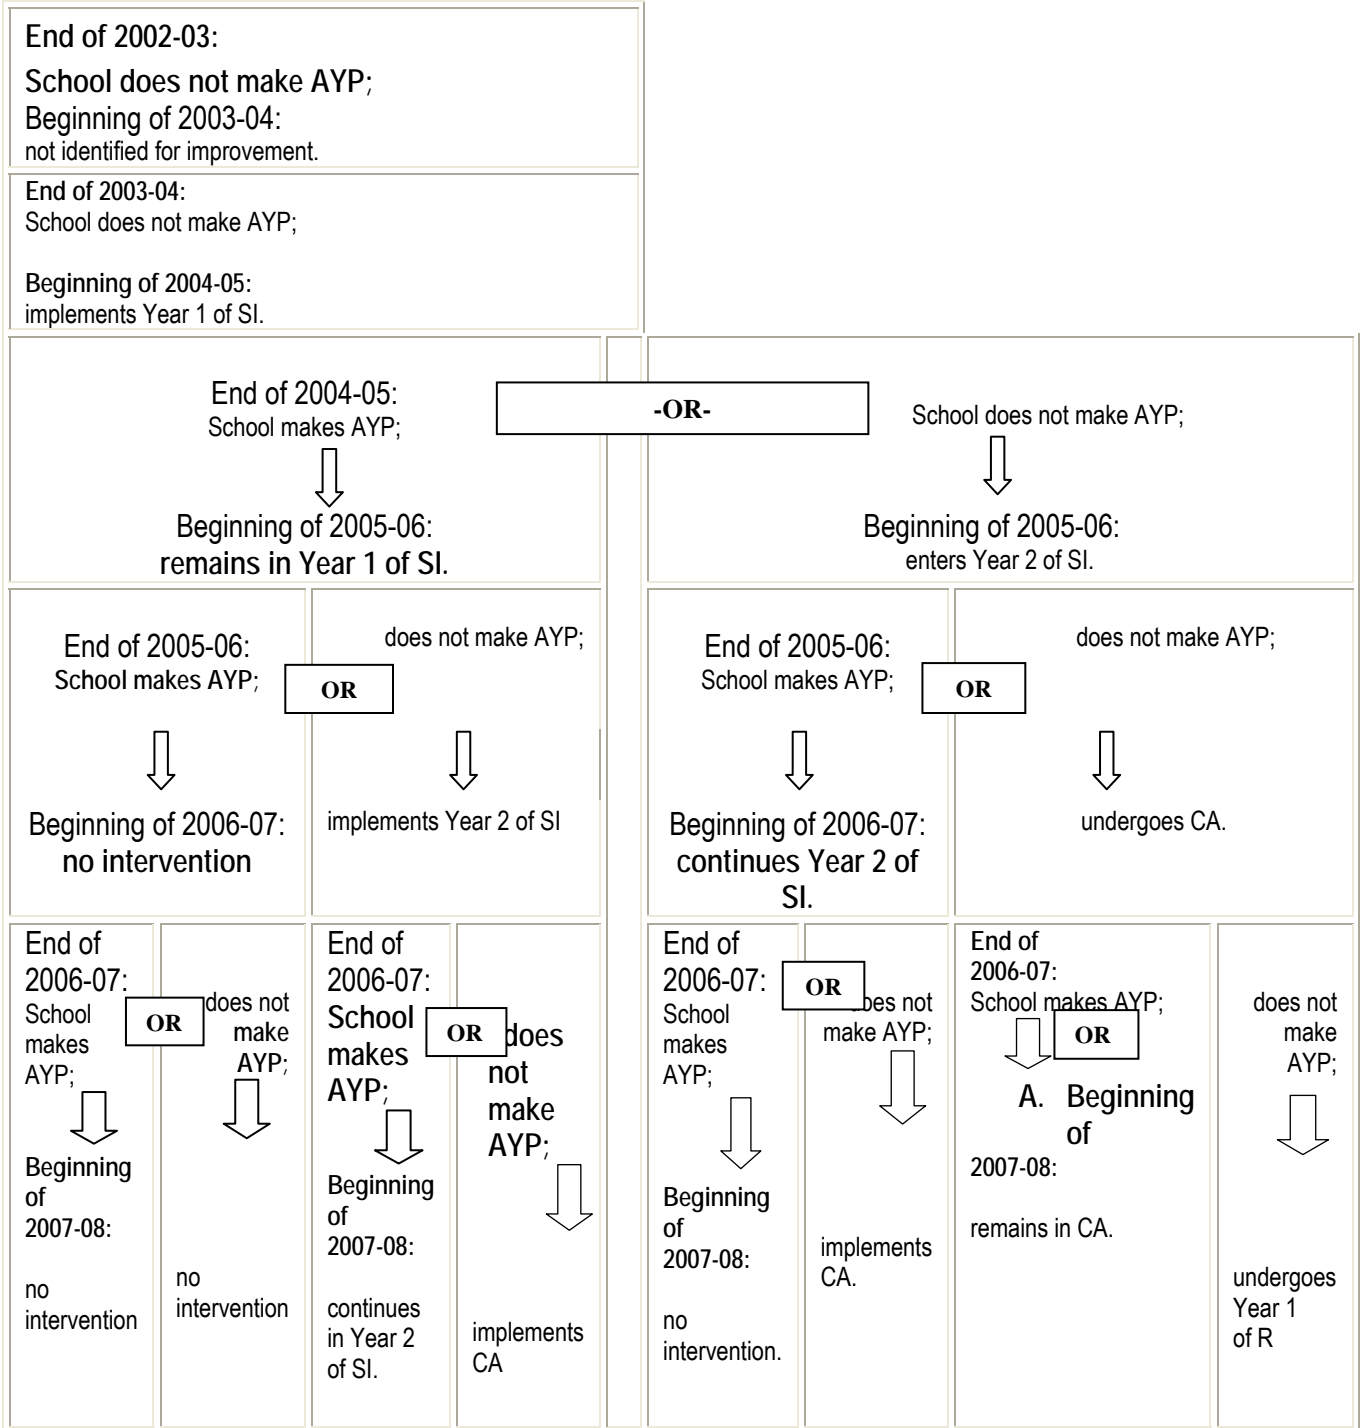 End of 2002-03:
School does not make AYP;
Beginning of 2003-04:
not identified for improvement.
End of 2003-04:
School does not make AYP;
Beginning of 2004-05:
implements Year 1 of SI.
End of 2004-05:
School makes AYP;
Beginning of 2005-06:
remains in Year 1 of SI.
-OR-
School does not make AYP;
Beginning of 2005-06:
enters Year 2 of SI.
End of 2005-06:
School makes AYP;
Beginning of 2006-07:
no intervention
OR
does not make AYP;
implements Year 2 of SI
End of 2005-06:
School makes AYP;
Beginning of 2006-07:
continues Year 2 of
SI.
OR
does not make AYP;
undergoes CA.
End of
2006-07:
School
makes
AYP;
Beginning
of
2007-08:
no
intervention
OR
does not
make
AYP;
no
intervention
End of
2006-07:
School
makes
AYP;
Beginning
of
2007-08:
continues
in Year 2
of SI.
OR
does
not
make
AYP;
implements
CA
End of
2006-07:
School
makes
AYP;
Beginning
of
2007-08:
no
intervention.
OR
does not
make AYP;
implements
CA.
End of
2006-07:
School makes AYP;
A. Beginning
of
2007-08:
remains in CA.
OR
does not
make
AYP;
undergoes
Year 1
of R